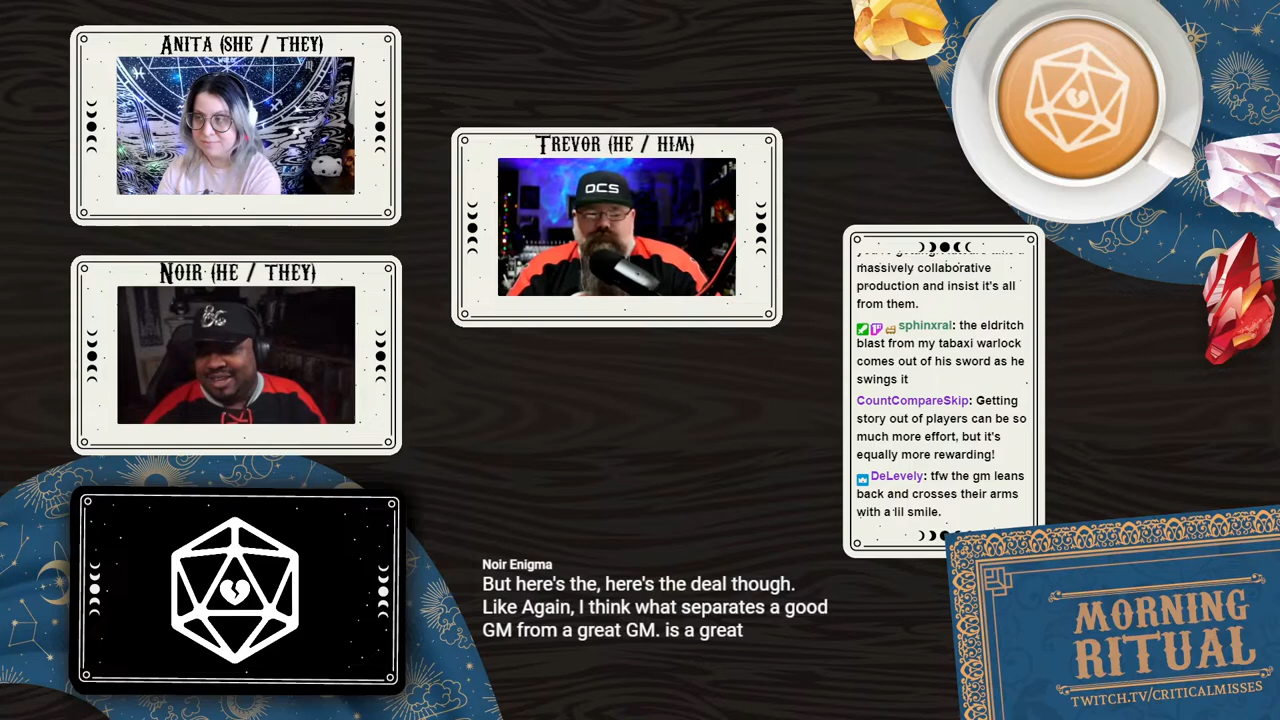 ANITA (SHE / THEY)
TREVOR (HE / HIM)
OCS
NOIR (HE / THEY)
massively collaborative
production and insist it's all
from them.
sphinxral: the eldritch
blast from my tabaxi warlock
comes out of his sword as he
swings it
CountCompareSkip: Getting
story out of players can be so
much more effort, but it's
equally more rewarding!
DeLevely: tfw the gm leans
back and crosses their arms
with a lil smile.
Noir Enigma
But here's the, here's the deal though.
Like Again, I think what separates a good
GM from a great GM. is a great
MORNING
RITUAL
TWITCH.TV/CRITICALMISSES